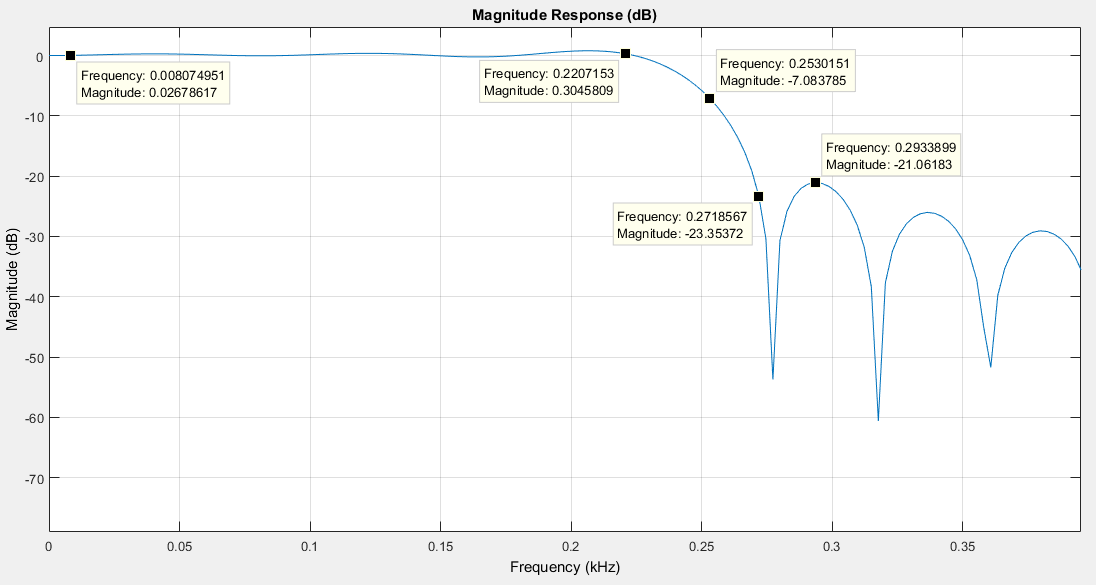 Magnitude Response (dB)
Frequency: 0.008074951
Magnitude: 0.02678617
Frequency: 0.2207153
Magnitude: 0.3045809
Frequency: 0.2530151
Magnitude: -7.083785
Frequency: 0.2933899
Magnitude: -21.06183
Frequency: 0.2718567
Magnitude: -23.35372
Magnitude (dB)
0
-10
-20
-30
-40
-50
-60
-70
0
0.05
0.1
0.15
0.2
0.25
0.3
0.35
Frequency (kHz)